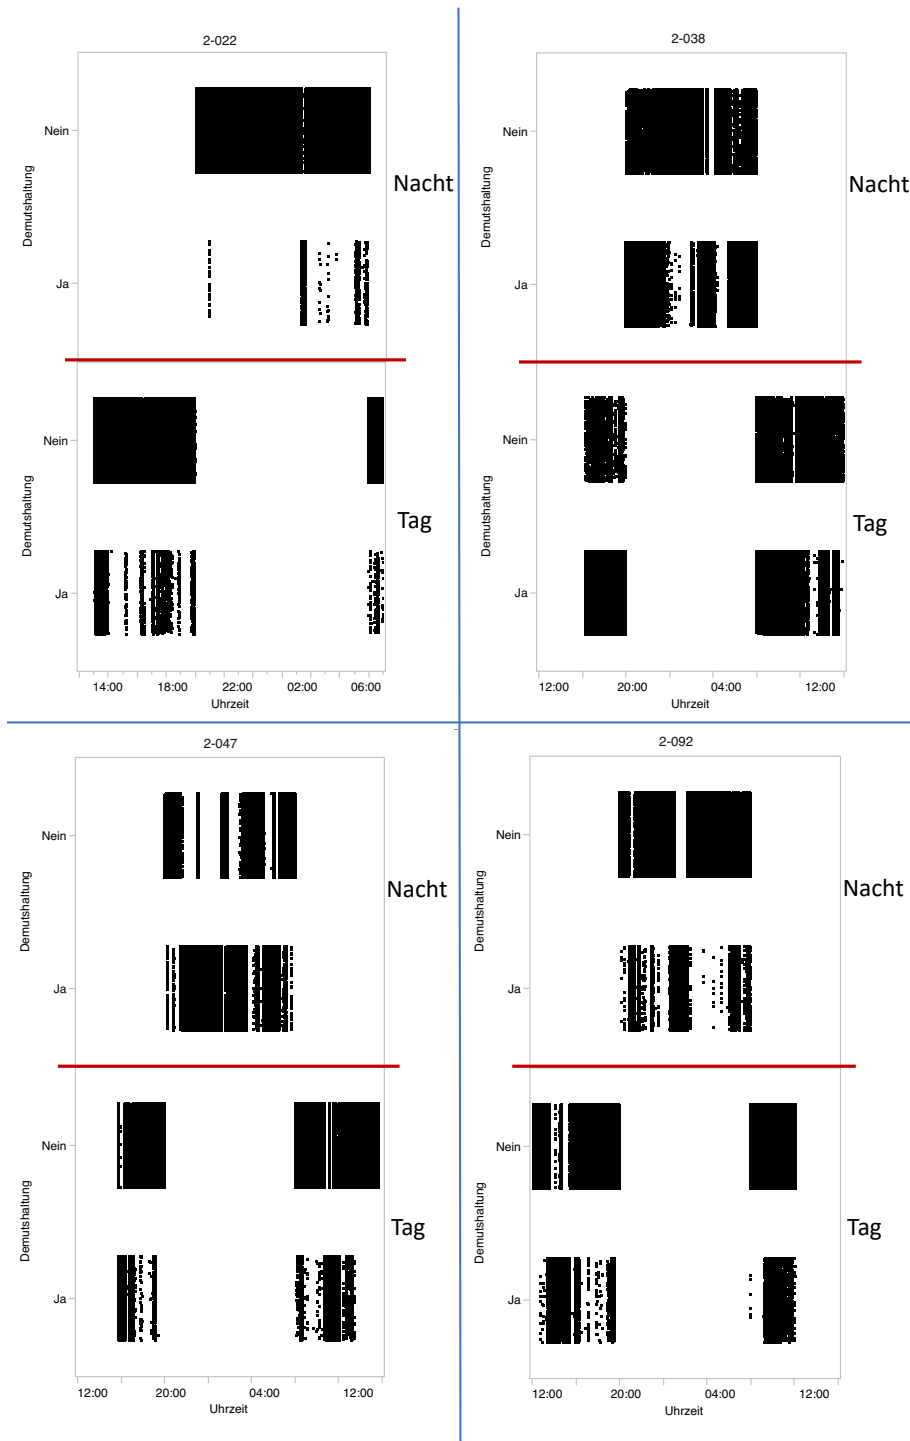 2-022
Nein
Demutshaltung
Nacht
Ja
Nein
Demutshaltung
Tag
Ja
14:00 18:00 22:00 02:00 06:00
Uhrzeit
2-038
Nein
Demutshaltung
Nacht
Ja
Nein
Demutshaltung
Tag
Ja
12:00 20:00 04:00 12:00
Uhrzeit
2-047
Nein
Demutshaltung
Nacht
Ja
Nein
Demutshaltung
Tag
Ja
12:00 20:00 04:00 12:00
Uhrzeit
2-092
Nein
Demutshaltung
Nacht
Ja
Nein
Demutshaltung
Tag
Ja
12:00 20:00 04:00 12:00
Uhrzeit